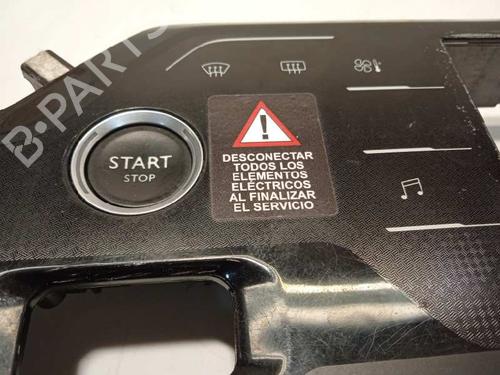 B-PARTS
START
STOP
DESCONECTAR
TODOS LOS
ELEMENTOS
ELÉCTRICOS
AL FINALIZAR
EL SERVICIO